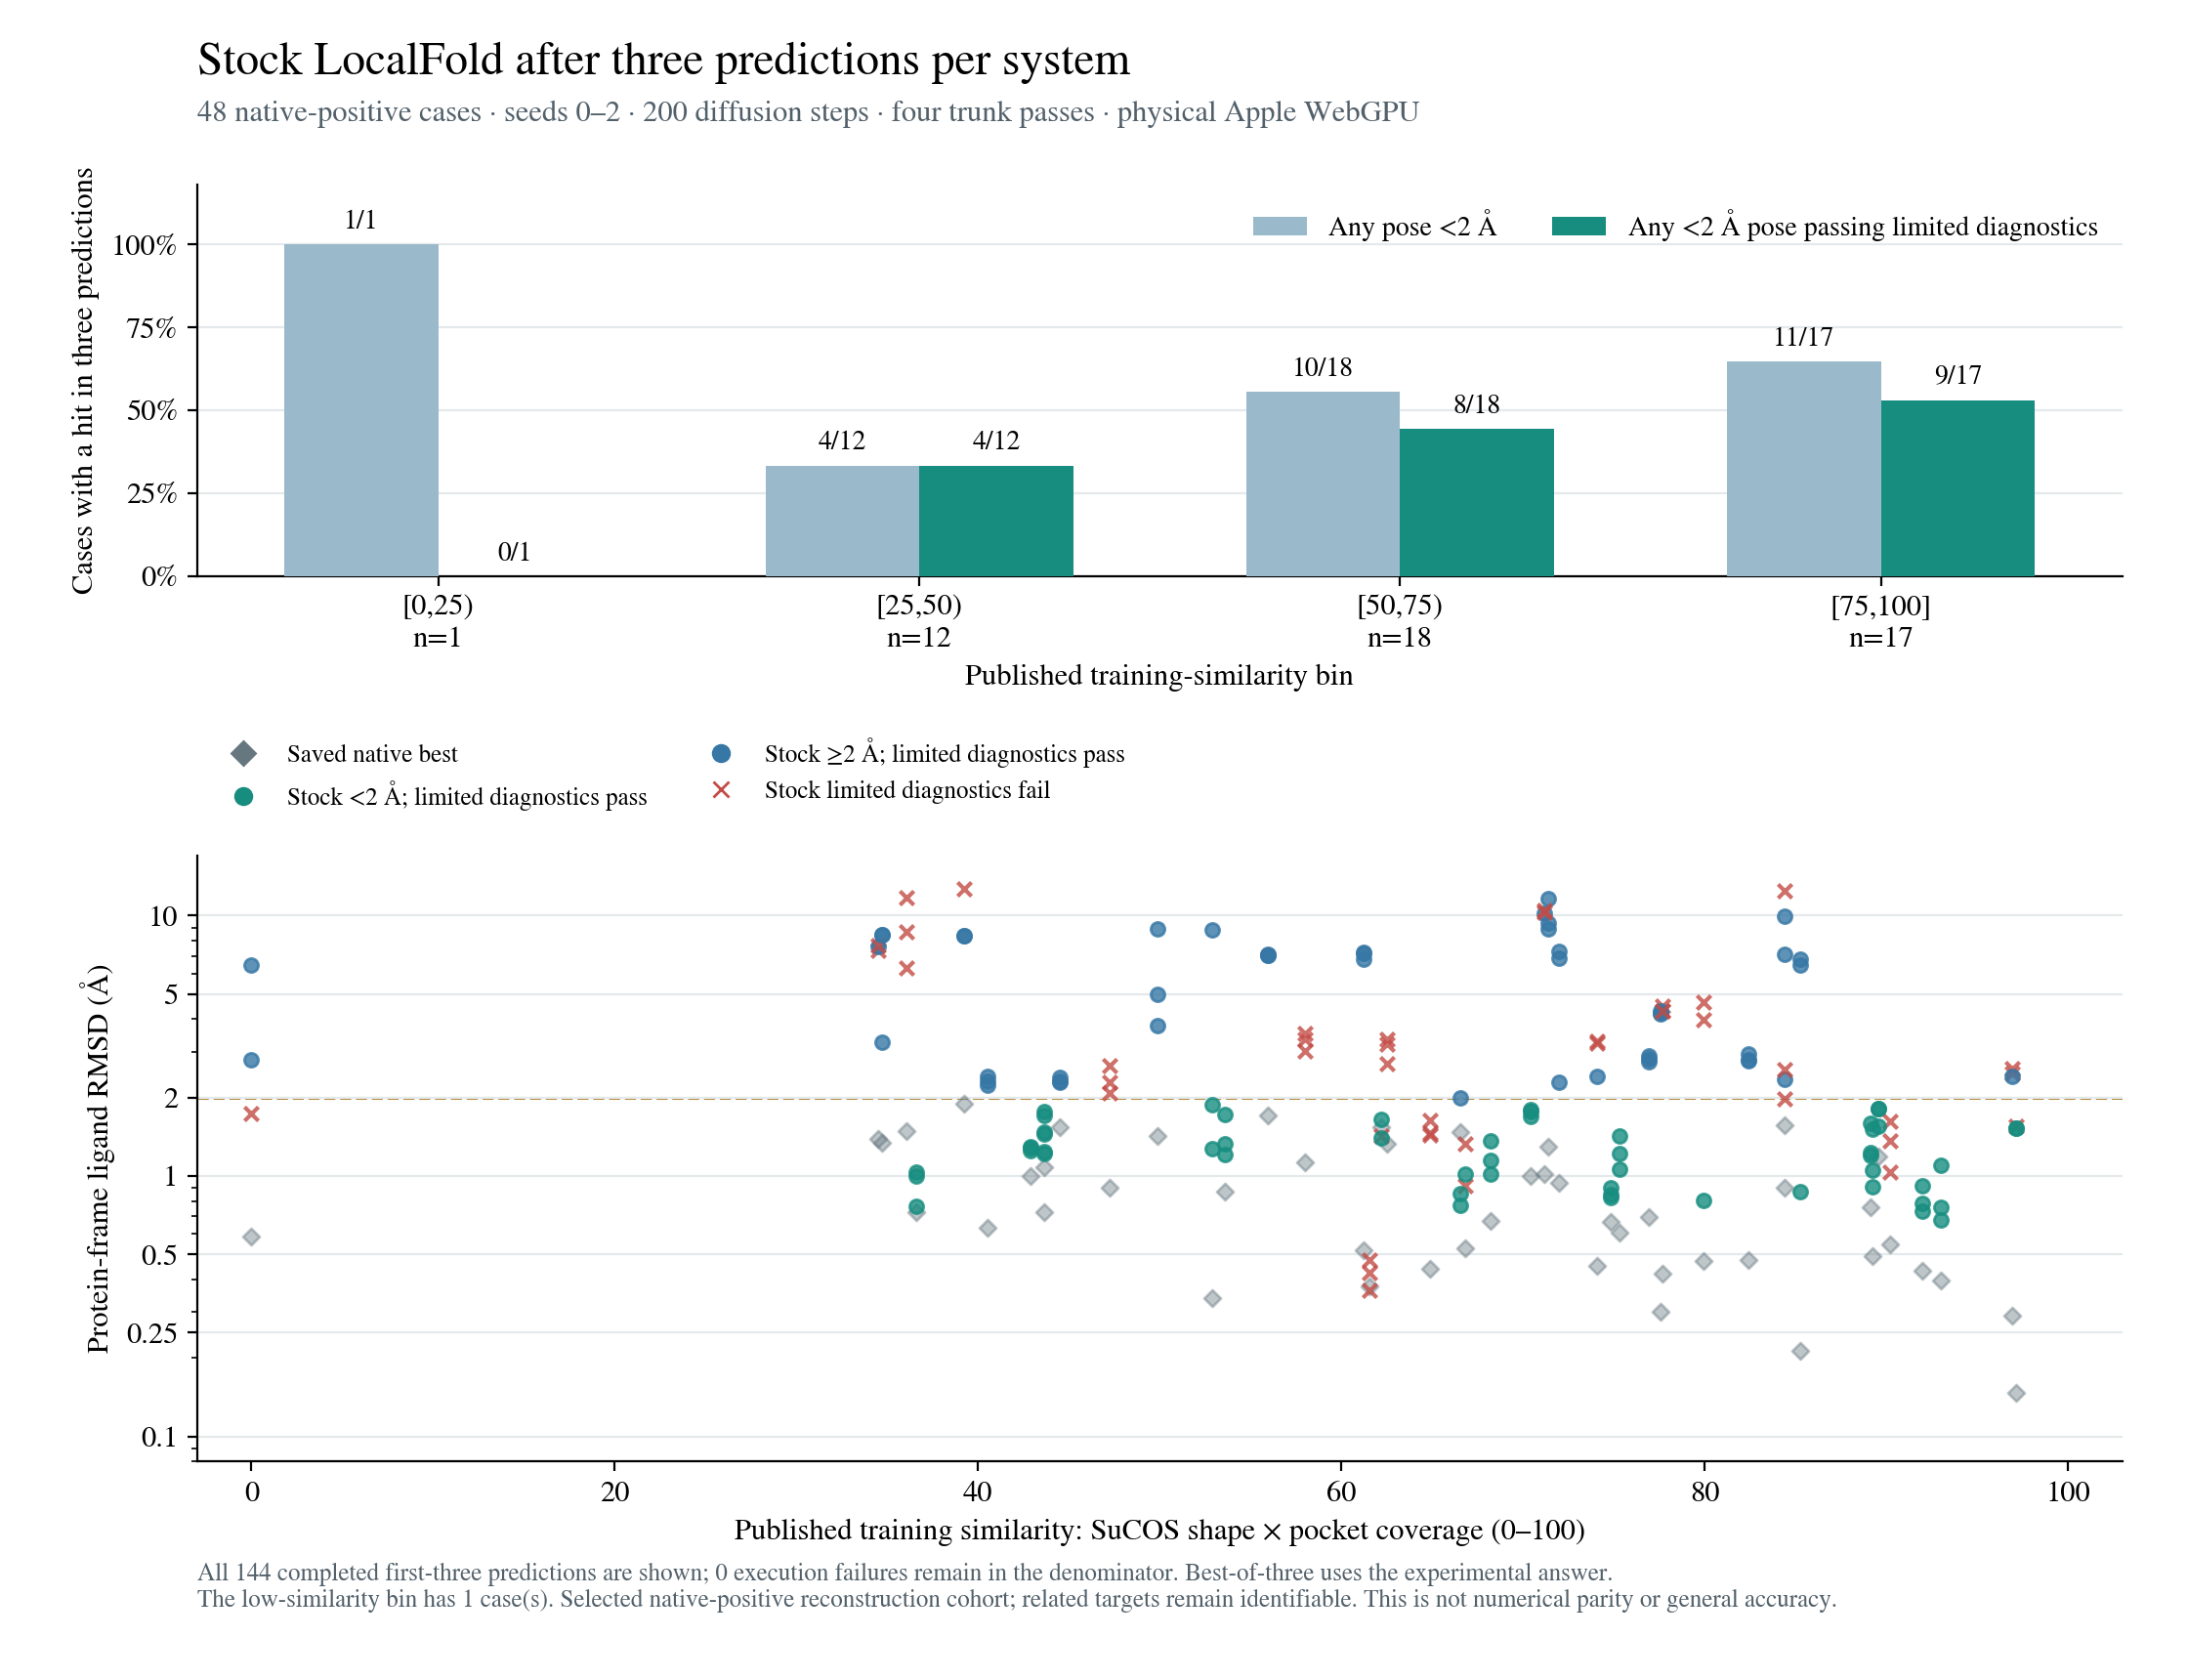 Stock LocalFold after three predictions per system
48 native-positive cases · seeds 0–2 · 200 diffusion steps · four trunk passes · physical Apple WebGPU
Cases with a hit in three predictions
100%
75%
50%
25%
0%
Any pose <2 Å
Any <2 Å pose passing limited diagnostics
1/1
0/1
4/12
4/12
10/18
8/18
11/17
9/17
[0,25)
n=1
[25,50)
n=12
[50,75)
n=18
[75,100]
n=17
Published training-similarity bin
Saved native best
Stock <2 Å; limited diagnostics pass
Stock ≥2 Å; limited diagnostics pass
Stock limited diagnostics fail
Protein-frame ligand RMSD (Å)
10
5
2
1
0.5
0.25
0.1
0
20
40
60
80
100
Published training similarity: SuCOS shape × pocket coverage (0–100)
All 144 completed first-three predictions are shown; 0 execution failures remain in the denominator. Best-of-three uses the experimental answer.
The low-similarity bin has 1 case(s). Selected native-positive reconstruction cohort; related targets remain identifiable. This is not numerical parity or general accuracy.